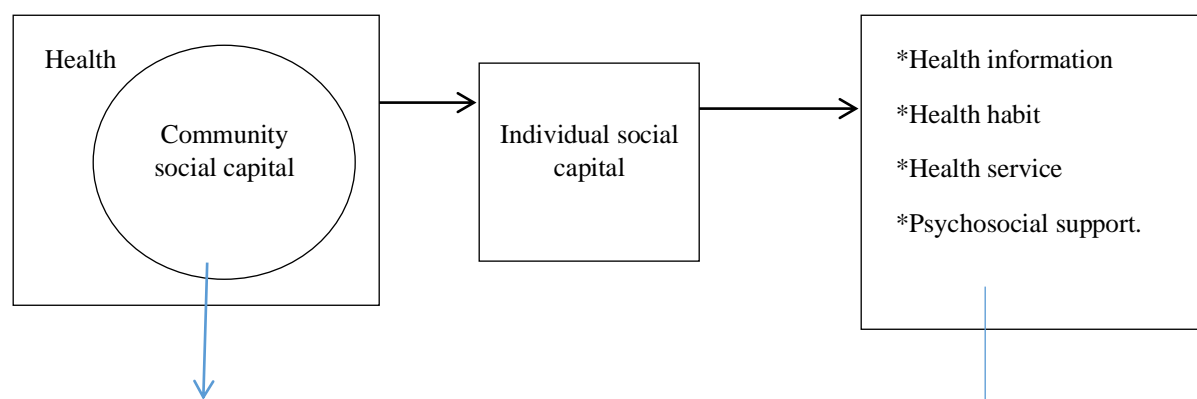 Health
Community
social capital
Individual social
capital
*Health information
*Health habit
*Health service
*Psychosocial support.